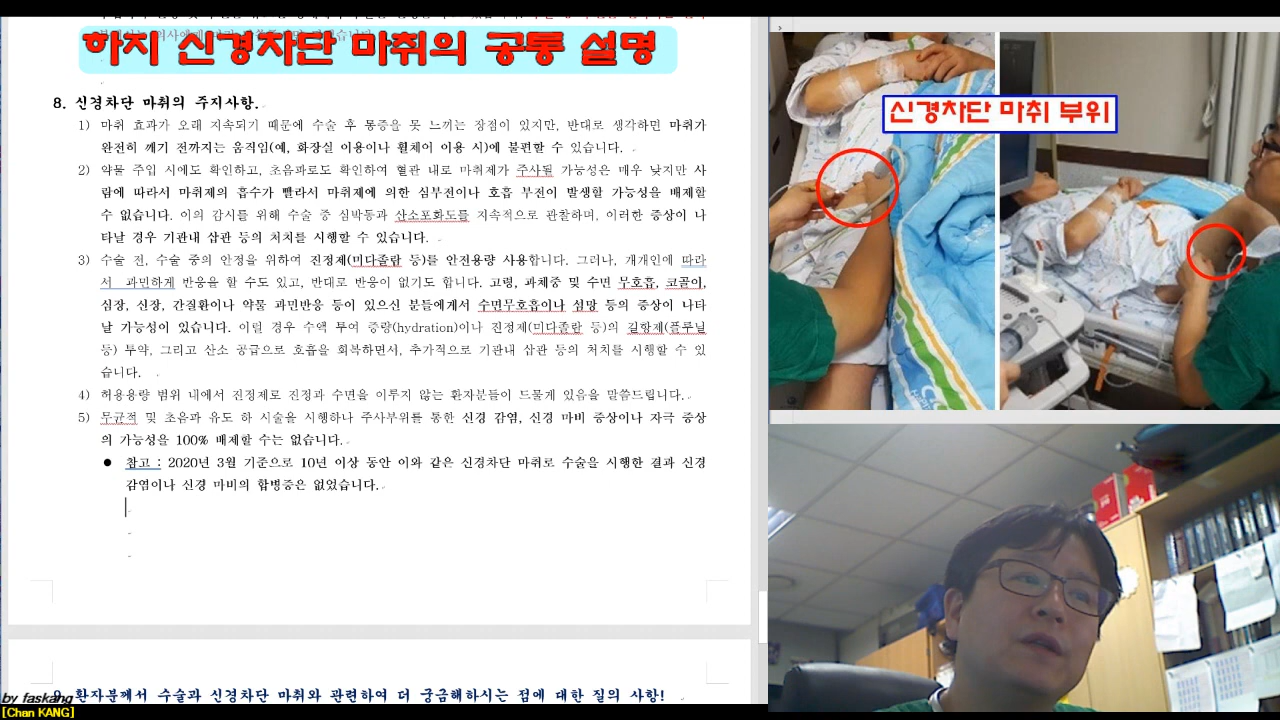 하지 신경차단 마취의 공통 설명
8. 신경차단 마취의 주지사항.
1) 마취 효과가 오래 지속되기 때문에 수술 후 통증을 못 느끼는 장점이 있지만, 반대로 생각하면 마취가
완전히 깨기 전까지는 움직임(예, 화장실 이용이나 휠체어 이용 시)에 불편할 수 있습니다.
2) 약물 주입 시에도 확인하고, 초음파로도 확인하여 혈관 내로 마취제가 주사될 가능성은 매우 낮지만 사
람에 따라서 마취제의 흡수가 빨라서 마취제에 의한 심부전이나 호흡 부전이 발생할 가능성을 배제할
수 없습니다. 이의 감시를 위해 수술 중 심박동과 산소포화도를 지속적으로 관찰하며, 이러한 증상이 나
타날 경우 기관내 삽관 등의 처치를 시행할 수 있습니다.
3) 수술 전, 수술 중의 안정을 위하여 진정제(미다졸람 등)를 안전용량 사용합니다. 그러나, 개개인에 따라
서 과민하게 반응을 할 수도 있고, 반대로 반응이 없기도 합니다. 고령, 과체중 및 수면 무호흡, 코골이,
심장, 신장, 간질환이나 약물 과민반응 등이 있으신 분들에게서 수면무호흡이나 섬망 등의 증상이 나타
날 가능성이 있습니다. 이럴 경우 수액 투여 증량(hydration)이나 진정제(미다졸람 등)의 길항제(플루닐
등) 투약, 그리고 산소 공급으로 호흡을 회복하면서, 추가적으로 기관내 삽관 등의 처치를 시행할 수 있
습니다.
4) 허용용량 범위 내에서 진정제로 진정과 수면을 이루지 않는 환자분들이 드물게 있음을 말씀드립니다.
5) 무균적 및 초음파 유도 하 시술을 시행하나 주사부위를 통한 신경 감염, 신경 마비 증상이나 자극 증상
의 가능성을 100% 배제할 수는 없습니다.
● 참고 : 2020년 3월 기준으로 10년 이상 동안 이와 같은 신경차단 마취로 수술을 시행한 결과 신경
감염이나 신경 마비의 합병증은 없었습니다.
9. 환자분께서 수술과 신경차단 마취와 관련하여 더 궁금해하시는 점에 대한 질의 사항!
by faskang
[Chan KANG]
신경차단 마취 부위